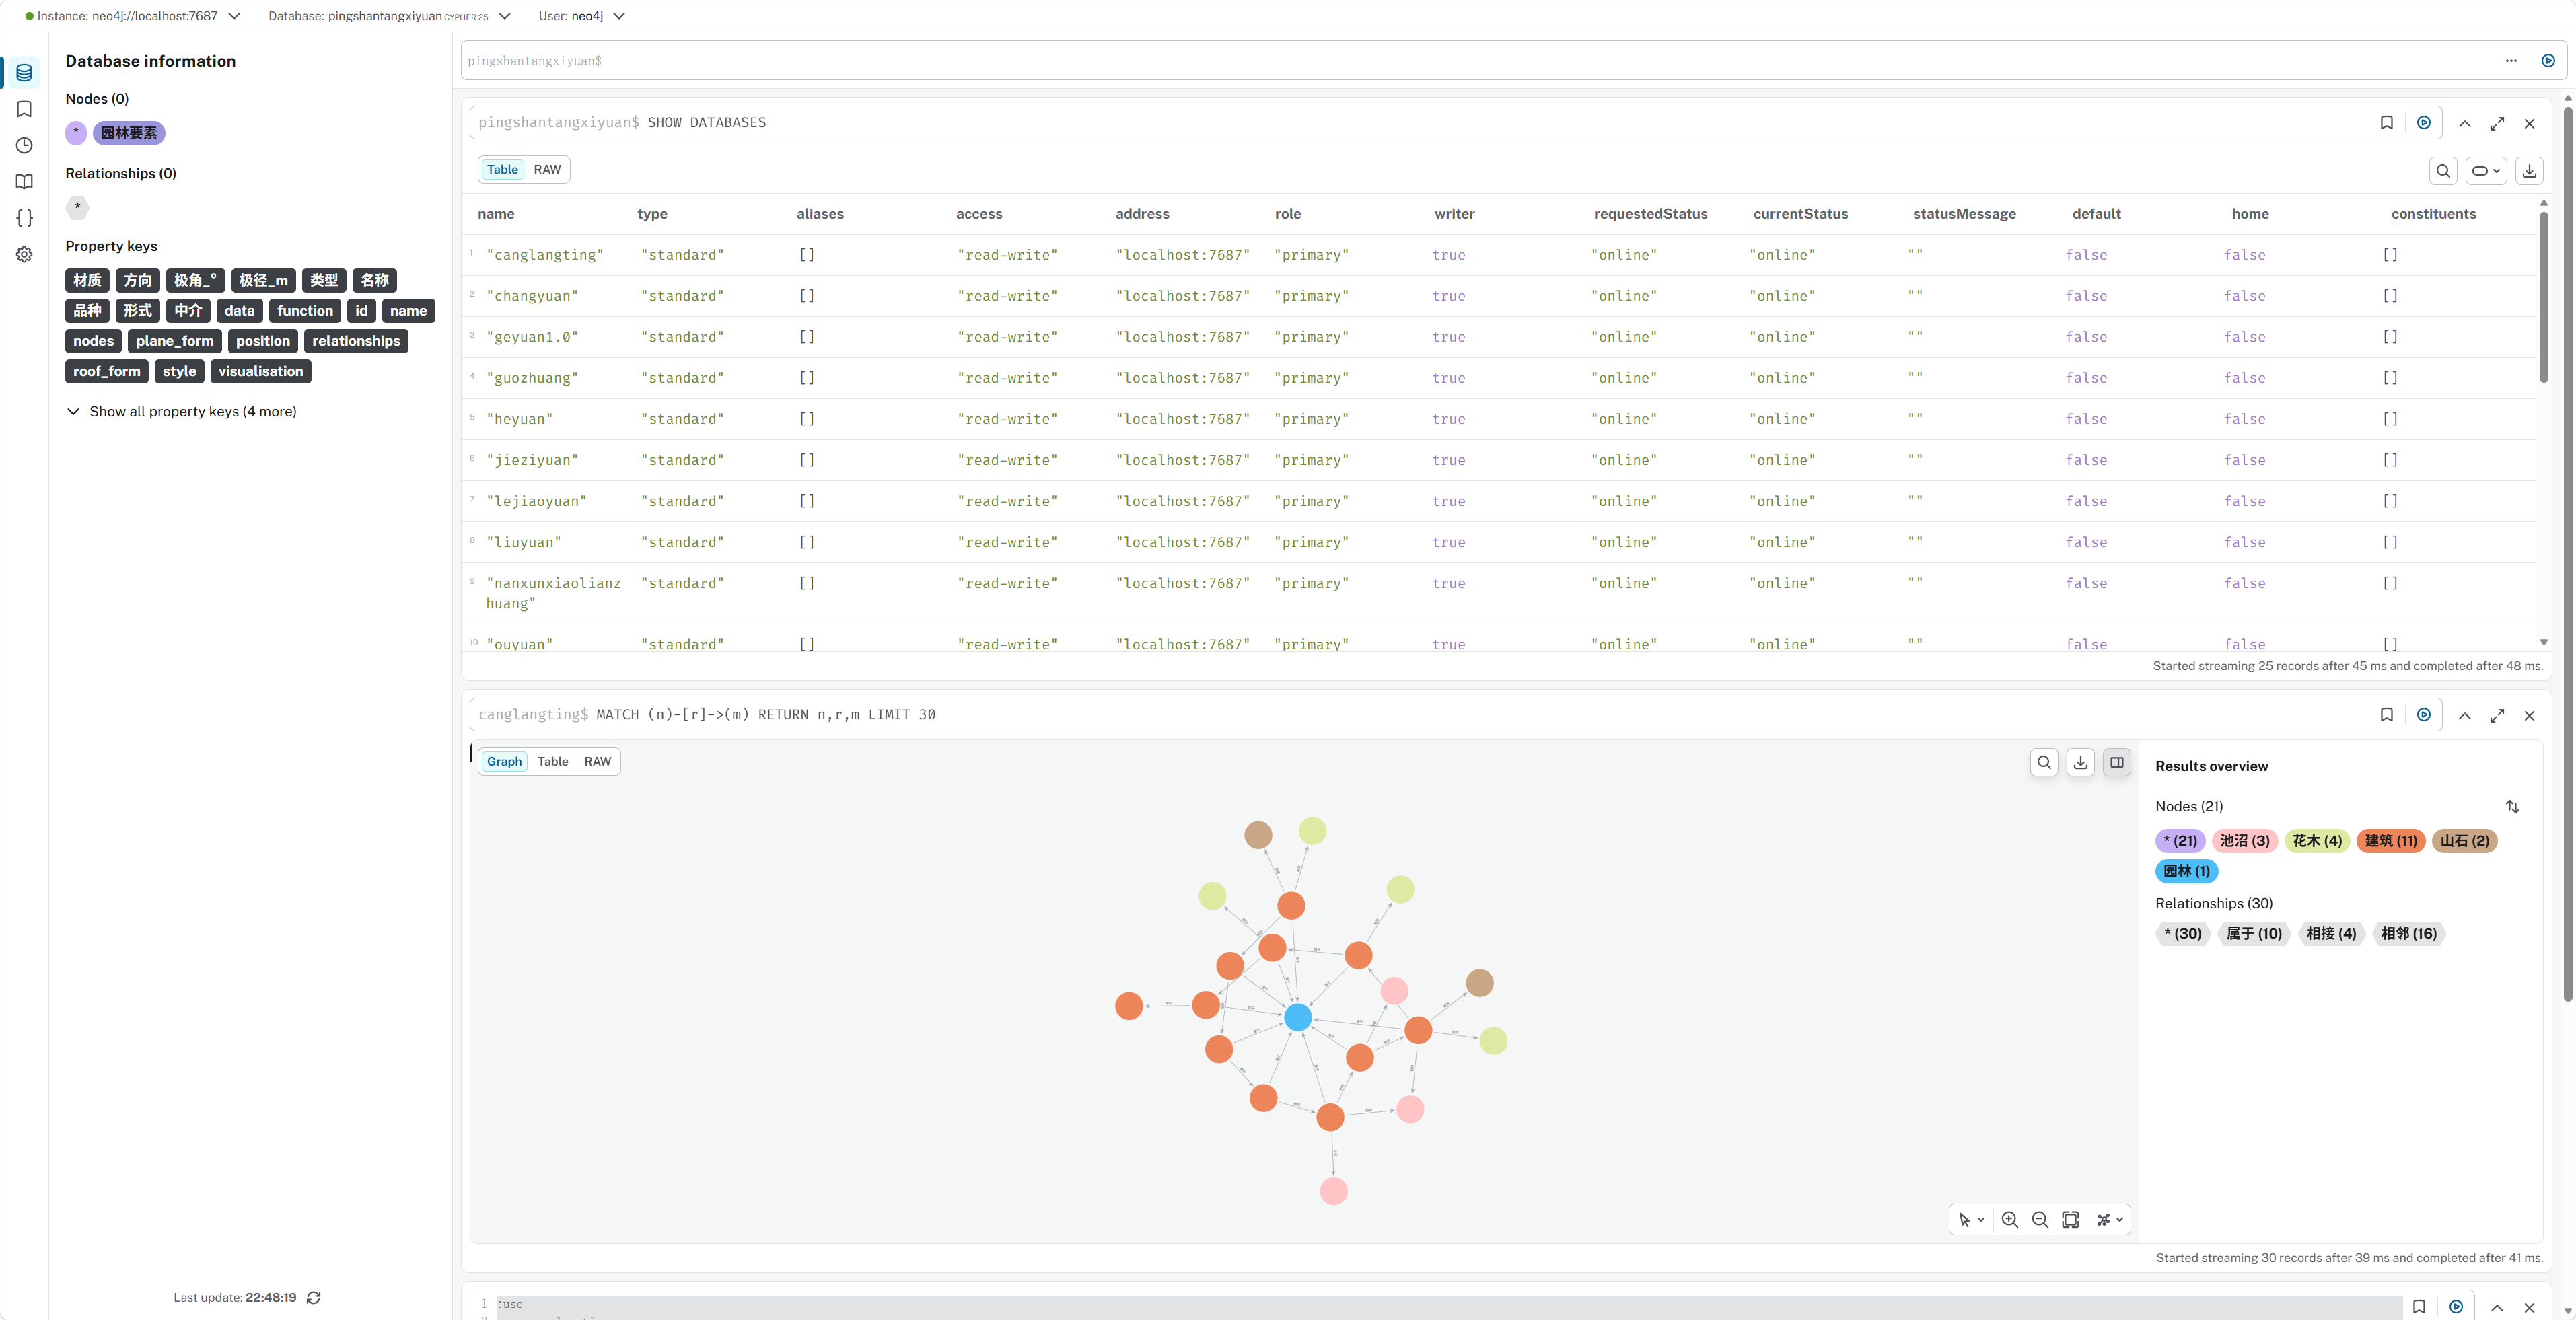 Instance: neo4j://localhost:7687 Database: pingshantangxiyuan CYPHER 25 User: neo4j
Database information
Nodes (0)
* 园林要素
Relationships (0)
*
Property keys
材质 方向 极角_° 极径_m 类型 名称
品种 形式 中介 data function id name
nodes plane_form position relationships
roof_form style visualisation
Show all property keys (4 more)
Last update: 22:48:19
pingshantangxiyuan$
pingshantangxiyuan$ SHOW DATABASES
Table RAW
name type aliases access address role writer requestedStatus currentStatus statusMessage default home constituents
1 "canglangting" "standard" [] "read-write" "localhost:7687" "primary" true "online" "online" "" false false []
2 "changyuan" "standard" [] "read-write" "localhost:7687" "primary" true "online" "online" "" false false []
3 "geyuan1.0" "standard" [] "read-write" "localhost:7687" "primary" true "online" "online" "" false false []
4 "guozhuang" "standard" [] "read-write" "localhost:7687" "primary" true "online" "online" "" false false []
5 "heyuan" "standard" [] "read-write" "localhost:7687" "primary" true "online" "online" "" false false []
6 "jieziyuan" "standard" [] "read-write" "localhost:7687" "primary" true "online" "online" "" false false []
7 "lejiaoyuan" "standard" [] "read-write" "localhost:7687" "primary" true "online" "online" "" false false []
8 "liuyuan" "standard" [] "read-write" "localhost:7687" "primary" true "online" "online" "" false false []
9 "nanxunxiaolianz "standard" [] "read-write" "localhost:7687" "primary" true "online" "online" "" false false []
huang"
10 "ouyuan" "standard" [] "read-write" "localhost:7687" "primary" true "online" "online" "" false false []
Started streaming 25 records after 45 ms and completed after 48 ms.
canglangting$ MATCH (n)-[r]->(m) RETURN n,r,m LIMIT 30
Graph Table RAW
Results overview
Nodes (21)
* (21) 池沼 (3) 花木 (4) 建筑 (11) 山石 (2)
园林 (1)
Relationships (30)
* (30) 属于 (10) 相接 (4) 相邻 (16)
Started streaming 30 records after 39 ms and completed after 41 ms.
1 :use